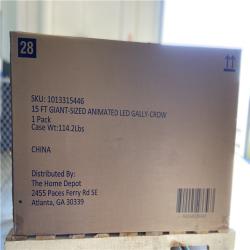 28
SKU: 1013315446
15 FT GIANT-SIZED ANIMATED LED GALLY-CROW
1 Pack
Case Wt:114.2Lbs
CHINA
Distributed By:
The Home Depot
2455 Paces Ferry Rd SE
Atlanta, GA 30339